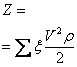 Z =
= ∑ ξ V²ρ / 2